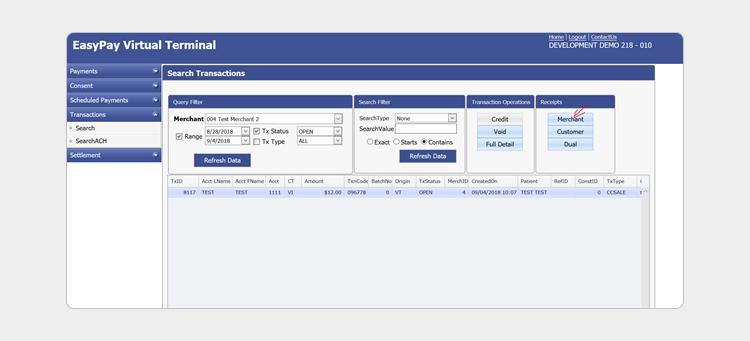 Home | Logout | ContactUs
EasyPay Virtual Terminal
DEVELOPMENT DEMO 218 - 010
Payments
Consent
Scheduled Payments
Transactions
Search
SearchACH
Settlement
Search Transactions
Query Filter
Merchant 004 Test Merchant 2
Range 8/28/2018 Tx Status OPEN
9/4/2018 Tx Type ALL
Refresh Data
Search Filter
SearchType None
SearchValue
Exact Starts Contains
Refresh Data
Transaction Operations
Credit
Void
Full Detail
Receipts
Merchant
Customer
Dual
TxID Acct LName Acct FName Acct CT Amount TxnCode BatchNo Origin TxStatus MerchID CreatedOn Patient RefID ConstID TxType
8117 TEST TEST 1111 VI $12.00 096778 0 VT OPEN 4 09/04/2018 10:07 TEST TEST 0 CCSALE